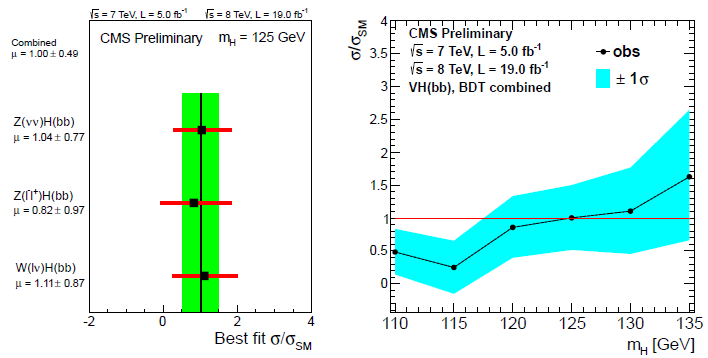 √s = 7 TeV, L = 5.0 fb⁻¹ √s = 8 TeV, L = 19.0 fb⁻¹
CMS Preliminary m_H = 125 GeV
Combined
μ = 1.00 ± 0.49
Z(νν)H(bb)
μ = 1.04 ± 0.77
Z(l⁻l⁺)H(bb)
μ = 0.82 ± 0.97
W(lν)H(bb)
μ = 1.11 ± 0.87
-2 0 2 4
Best fit σ/σ_SM
σ/σ_SM
4
3.5
3
2.5
2
1.5
1
0.5
0
CMS Preliminary
√s = 7 TeV, L = 5.0 fb⁻¹
√s = 8 TeV, L = 19.0 fb⁻¹
VH(bb), BDT combined
obs
± 1σ
110 115 120 125 130 135
m_H [GeV]